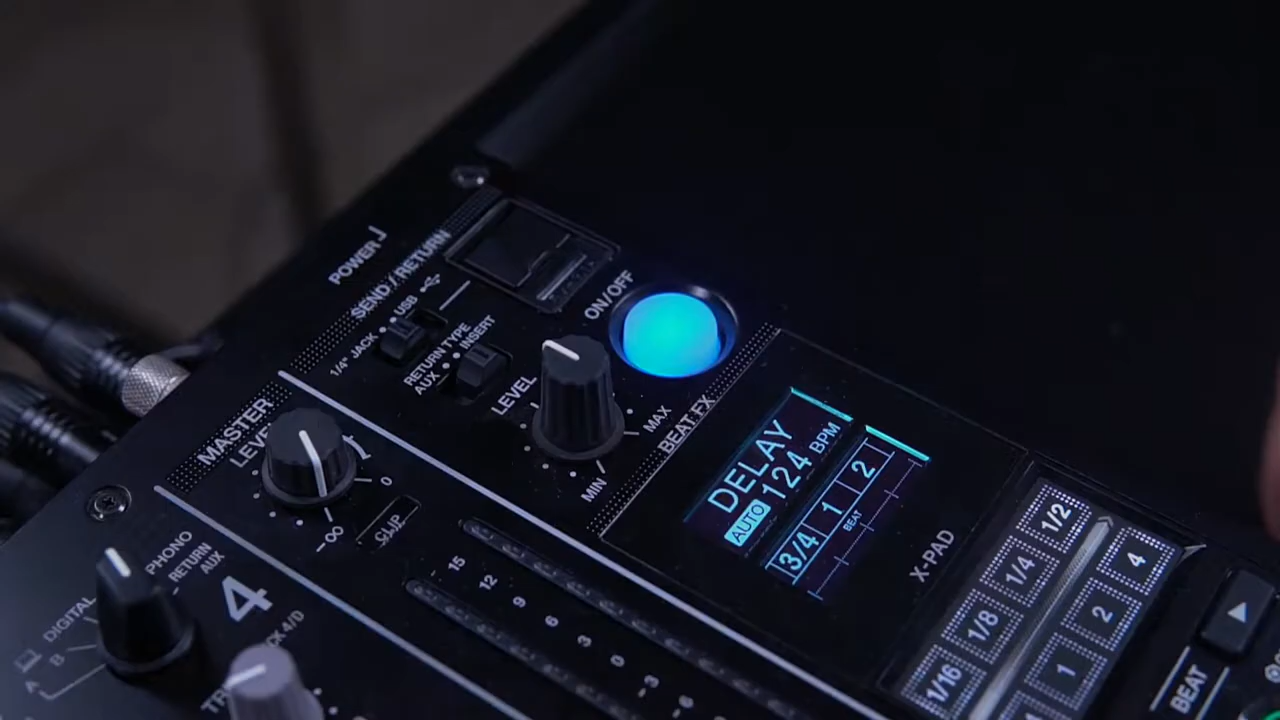 POWER
SEND / RETURN
1/4" JACK
USB
RETURN TYPE
AUX
INSERT
ON/OFF
LEVEL
MAX
MIN
BEAT FX
MASTER
LEVEL
0
-∞
CLIP
DELAY
AUTO 124 BPM
3/4 1 2
BEAT
X-PAD
1/16 1/8 1/4 1/2
1 2 4
BEAT
PHONO
RETURN
AUX
DIGITAL
B
A
4
15
12
9
6
3
0
-3
-6